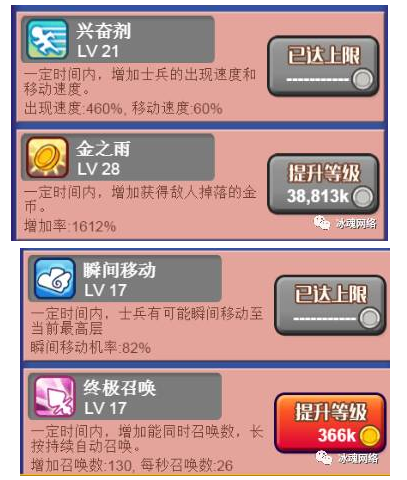 兴奋剂
LV 21
已达上限
----------
一定时间内，增加士兵的出现速度和
移动速度。
出现速度:460%, 移动速度:60%
金之雨
LV 28
提升等级
38,813k
一定时间内，增加获得敌人掉落的金
币。
增加率:1612%
冰魂网络
瞬间移动
LV 17
已达上限
----------
一定时间内，士兵有可能瞬间移动至
当前最高层
瞬间移动机率:82%
终极召唤
LV 17
提升等级
366k
一定时间内，增加能同时召唤数，长
按持续自动召唤。
增加召唤数:130, 每秒召唤数:26
冰魂网络